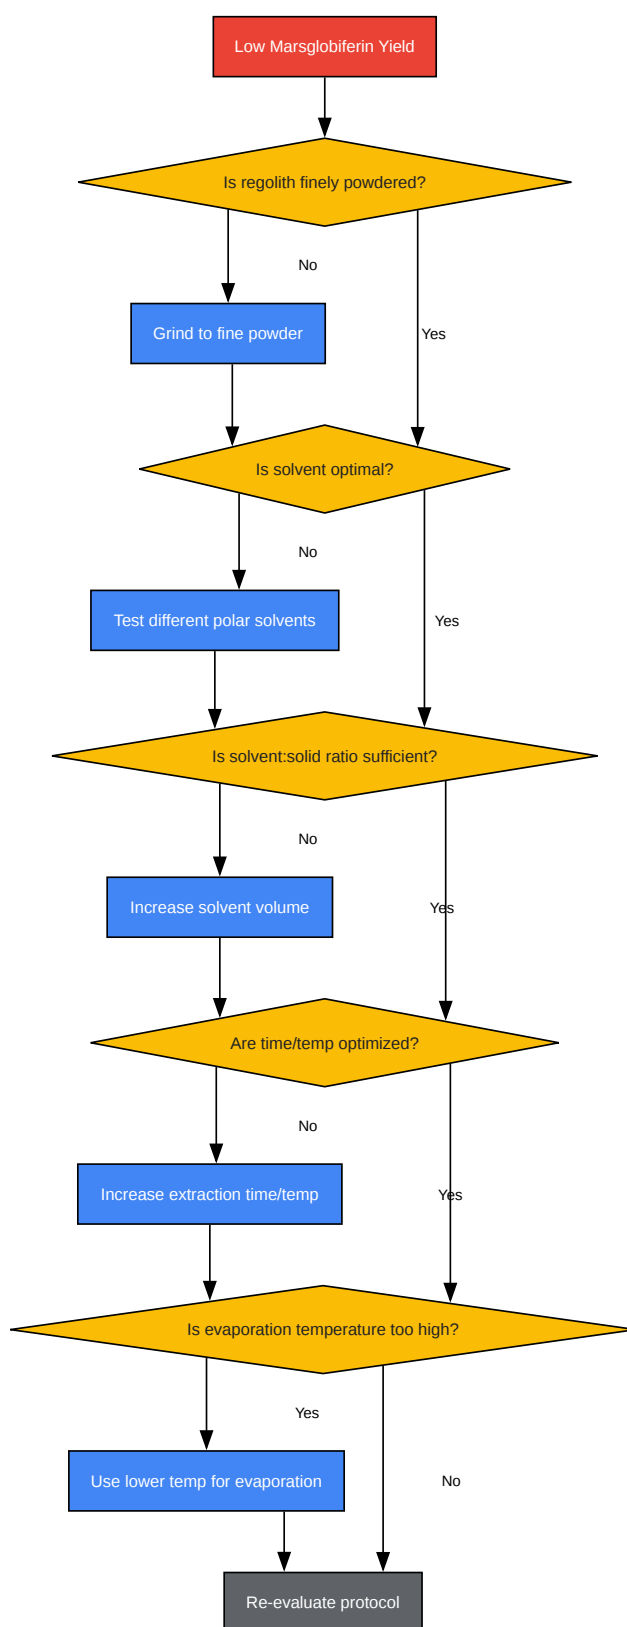 Low Marsglobiferin Yield
Is regolith finely powdered?
No
Grind to fine powder
Yes
Is solvent optimal?
No
Test different polar solvents
Yes
Is solvent:solid ratio sufficient?
No
Increase solvent volume
Yes
Are time/temp optimized?
No
Increase extraction time/temp
Yes
Is evaporation temperature too high?
Yes
Use lower temp for evaporation
No
Re-evaluate protocol